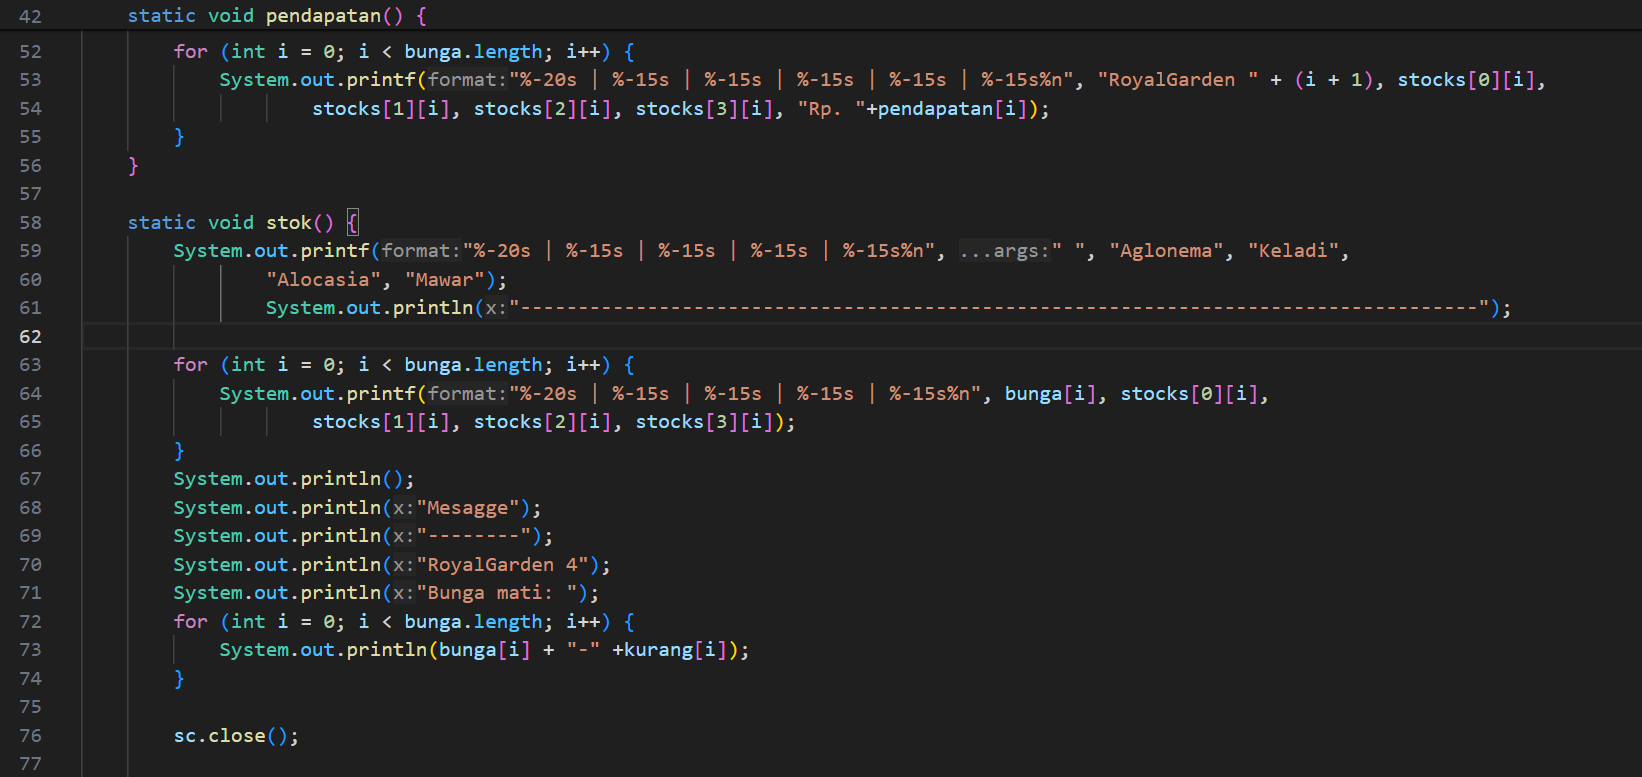 42 static void pendapatan() {
52 for (int i = 0; i < bunga.length; i++) {
53 System.out.printf(format:"%-20s | %-15s | %-15s | %-15s | %-15s | %-15s%n", "RoyalGarden " + (i + 1), stocks[0][i],
54 stocks[1][i], stocks[2][i], stocks[3][i], "Rp. "+pendapatan[i]);
55 }
56 }
57
58 static void stok() {
59 System.out.printf(format:"%-20s | %-15s | %-15s | %-15s | %-15s%n", ...args:" ", "Aglonema", "Keladi",
60 "Alocasia", "Mawar");
61 System.out.println(x:"-----------------------------------------------------------------------------------");
62
63 for (int i = 0; i < bunga.length; i++) {
64 System.out.printf(format:"%-20s | %-15s | %-15s | %-15s | %-15s%n", bunga[i], stocks[0][i],
65 stocks[1][i], stocks[2][i], stocks[3][i]);
66 }
67 System.out.println();
68 System.out.println(x:"Mesagge");
69 System.out.println(x:"--------");
70 System.out.println(x:"RoyalGarden 4");
71 System.out.println(x:"Bunga mati: ");
72 for (int i = 0; i < bunga.length; i++) {
73 System.out.println(bunga[i] + "-" +kurang[i]);
74 }
75
76 sc.close();
77